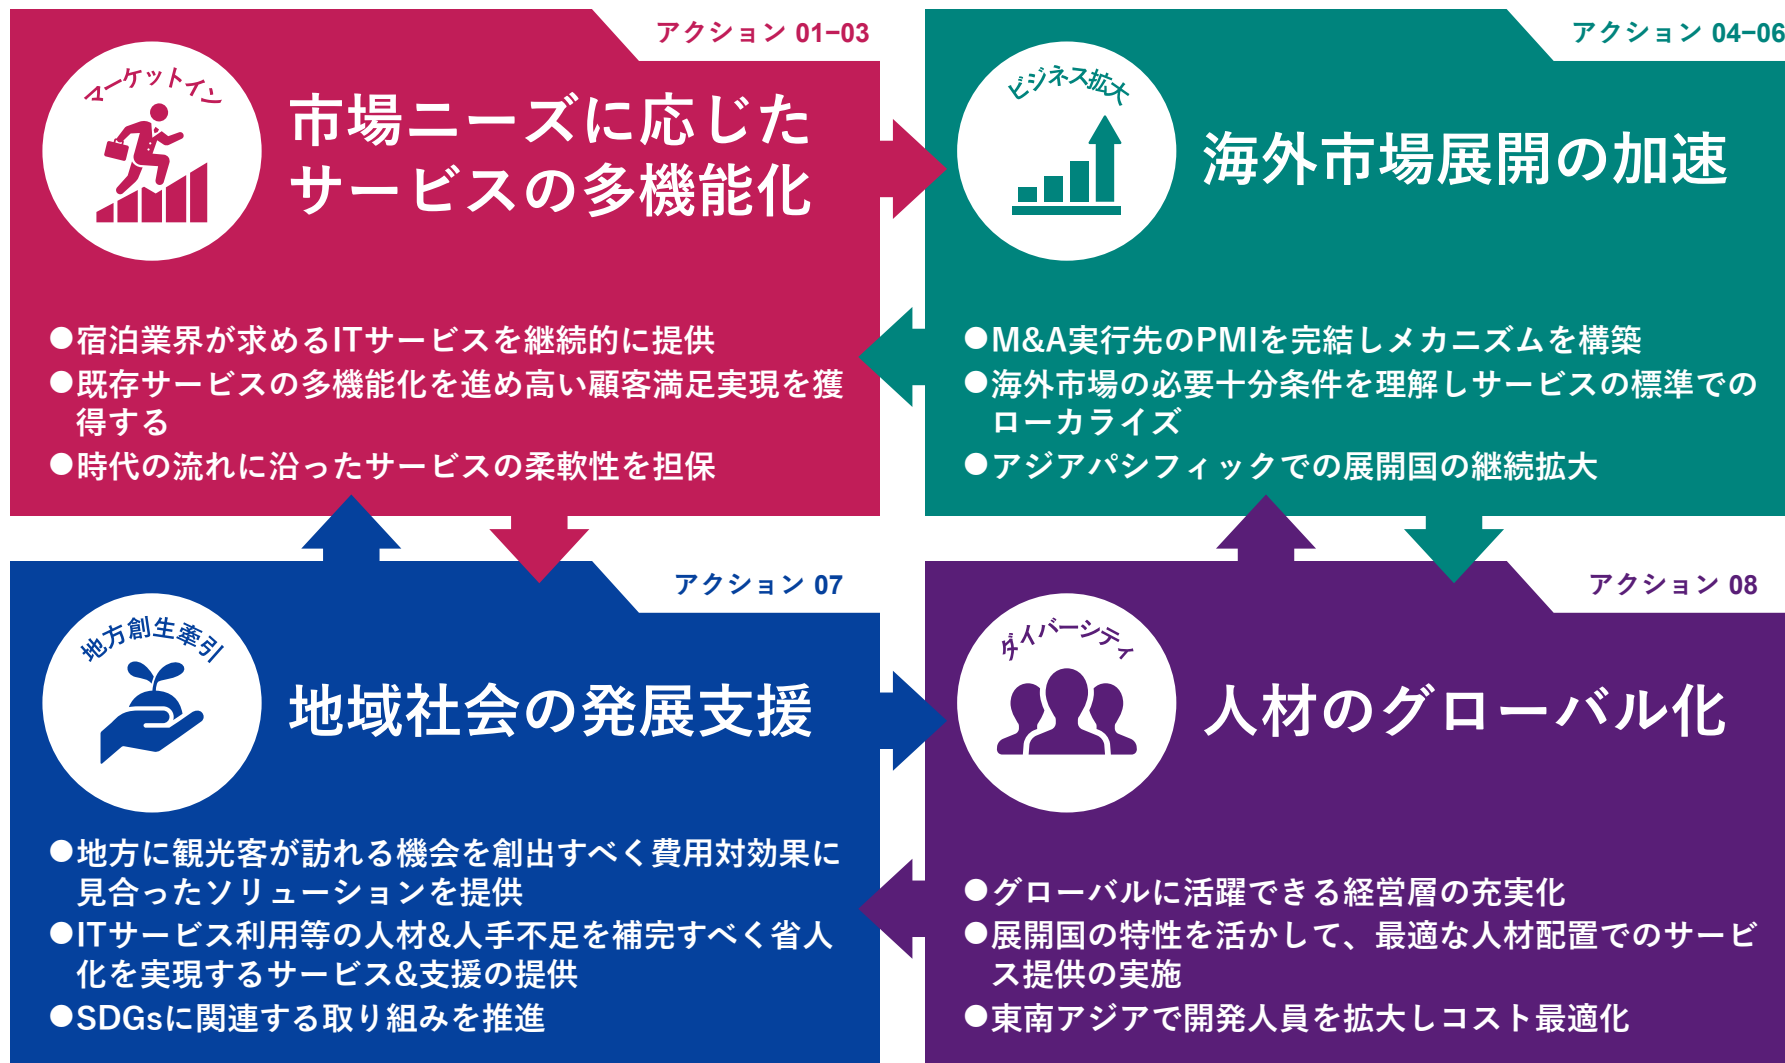 アクション 01-03
マーケットイン
市場ニーズに応じた
サービスの多機能化
●宿泊業界が求めるITサービスを継続的に提供
●既存サービスの多機能化を進め高い顧客満足実現を獲
得する
●時代の流れに沿ったサービスの柔軟性を担保
アクション 04-06
ビジネス拡大
海外市場展開の加速
●M&A実行先のPMIを完結しメカニズムを構築
●海外市場の必要十分条件を理解しサービスの標準での
ローカライズ
●アジアパシフィックでの展開国の継続拡大
アクション 07
地方創生牽引
地域社会の発展支援
●地方に観光客が訪れる機会を創出すべく費用対効果に
見合ったソリューションを提供
●ITサービス利用等の人材&人手不足を補完すべく省人
化を実現するサービス&支援の提供
●SDGsに関連する取り組みを推進
アクション 08
ダイバーシティ
人材のグローバル化
●グローバルに活躍できる経営層の充実化
●展開国の特性を活かして、最適な人材配置でのサービ
ス提供の実施
●東南アジアで開発人員を拡大しコスト最適化